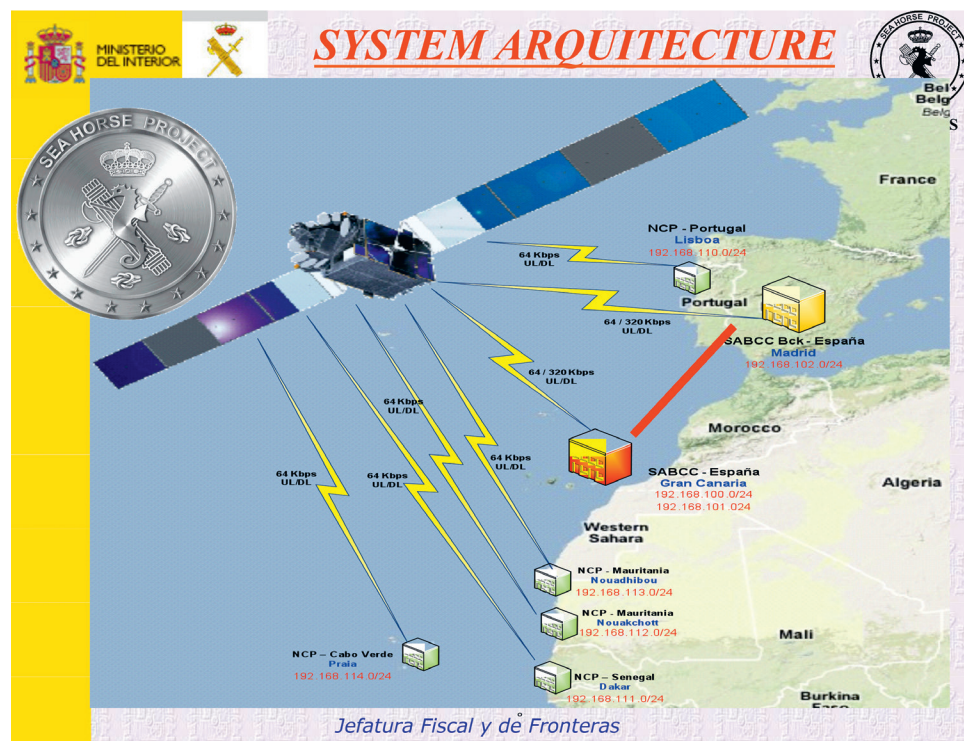 MINISTERIO
DEL INTERIOR
SYSTEM ARQUITECTURE
SEA HORSE PROJECT
SEA HORSE PROJECT
Bel
Belg
Belg
S
France
NCP - Portugal
Lisboa
192.168.110.0/24
64 Kbps
UL/DL
Portugal
64 / 320 Kbps
UL/DL
SABCC Bck - España
Madrid
192.168.102.0/24
64 / 320 Kbps
UL/DL
64 Kbps
UL/DL
Morocco
64 Kbps
UL/DL
SABCC - España
Gran Canaria
192.168.100.0/24
192.168.101.024
64 Kbps
UL/DL
64 Kbps
UL/DL
Algeria
Western
Sahara
NCP - Mauritania
Nouadhibou
192.168.113.0/24
NCP - Mauritania
Nouakchott
192.168.112.0/24
Mali
NCP – Cabo Verde
Praia
192.168.114.0/24
NCP – Senegal
Dakar
192.168.111.0/24
Burkina
Faso
Jefatura Fiscal y de Fronteras